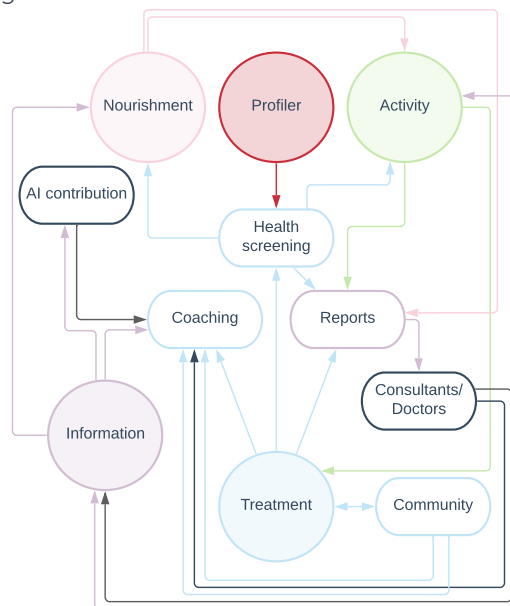 Nourishment
Profiler
Activity
AI contribution
Health
screening
Coaching
Reports
Consultants/
Doctors
Information
Treatment
Community